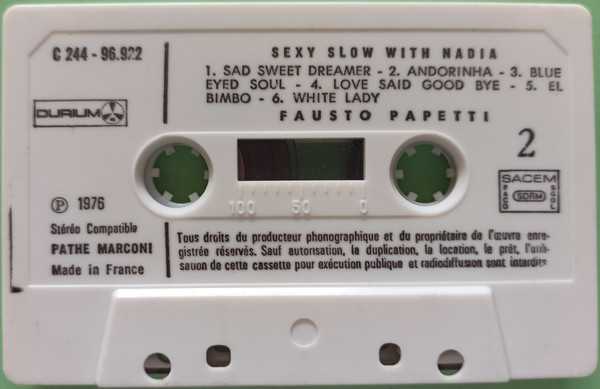 C 244 - 96.922
SEXY SLOW WITH NADIA
1. SAD SWEET DREAMER - 2. ANDORINHA - 3. BLUE
EYED SOUL - 4. LOVE SAID GOOD BYE - 5. EL
BIMBO - 6. WHITE LADY
FAUSTO PAPETTI
DURIUM
2
100 50 0
SACEM
SACD SDRM SGDL
Ⓟ 1976
Stéréo Compatible
PATHE MARCONI
Made in France
Tous droits du producteur phonographique et du propriétaire de l'œuvre enre-
gistrée réservés. Sauf autorisation, la duplication, la location, le prêt, l'utili-
sation de cette cassette pour exécution publique et radiodiffusion sont interdits.